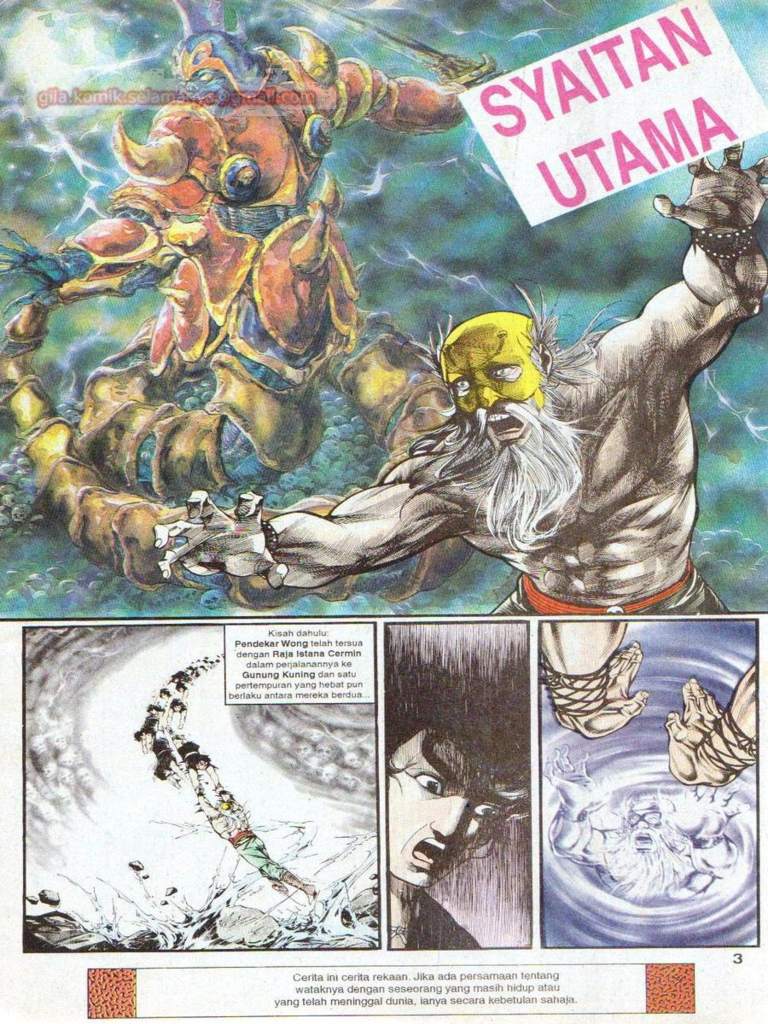 SYAITAN
UTAMA
Kisah dahulu:
Pendekar Wong telah tersua
dengan Raja Istana Cermin
dalam perjalanannya ke
Gunung Kuning dan satu
pertempuran yang hebat pun
berlaku antara mereka berdua...
3
Cerita ini cerita rekaan. Jika ada persamaan tentang
wataknya dengan seseorang yang masih hidup atau
yang telah meninggal dunia, ianya secara kebetulan sahaja.